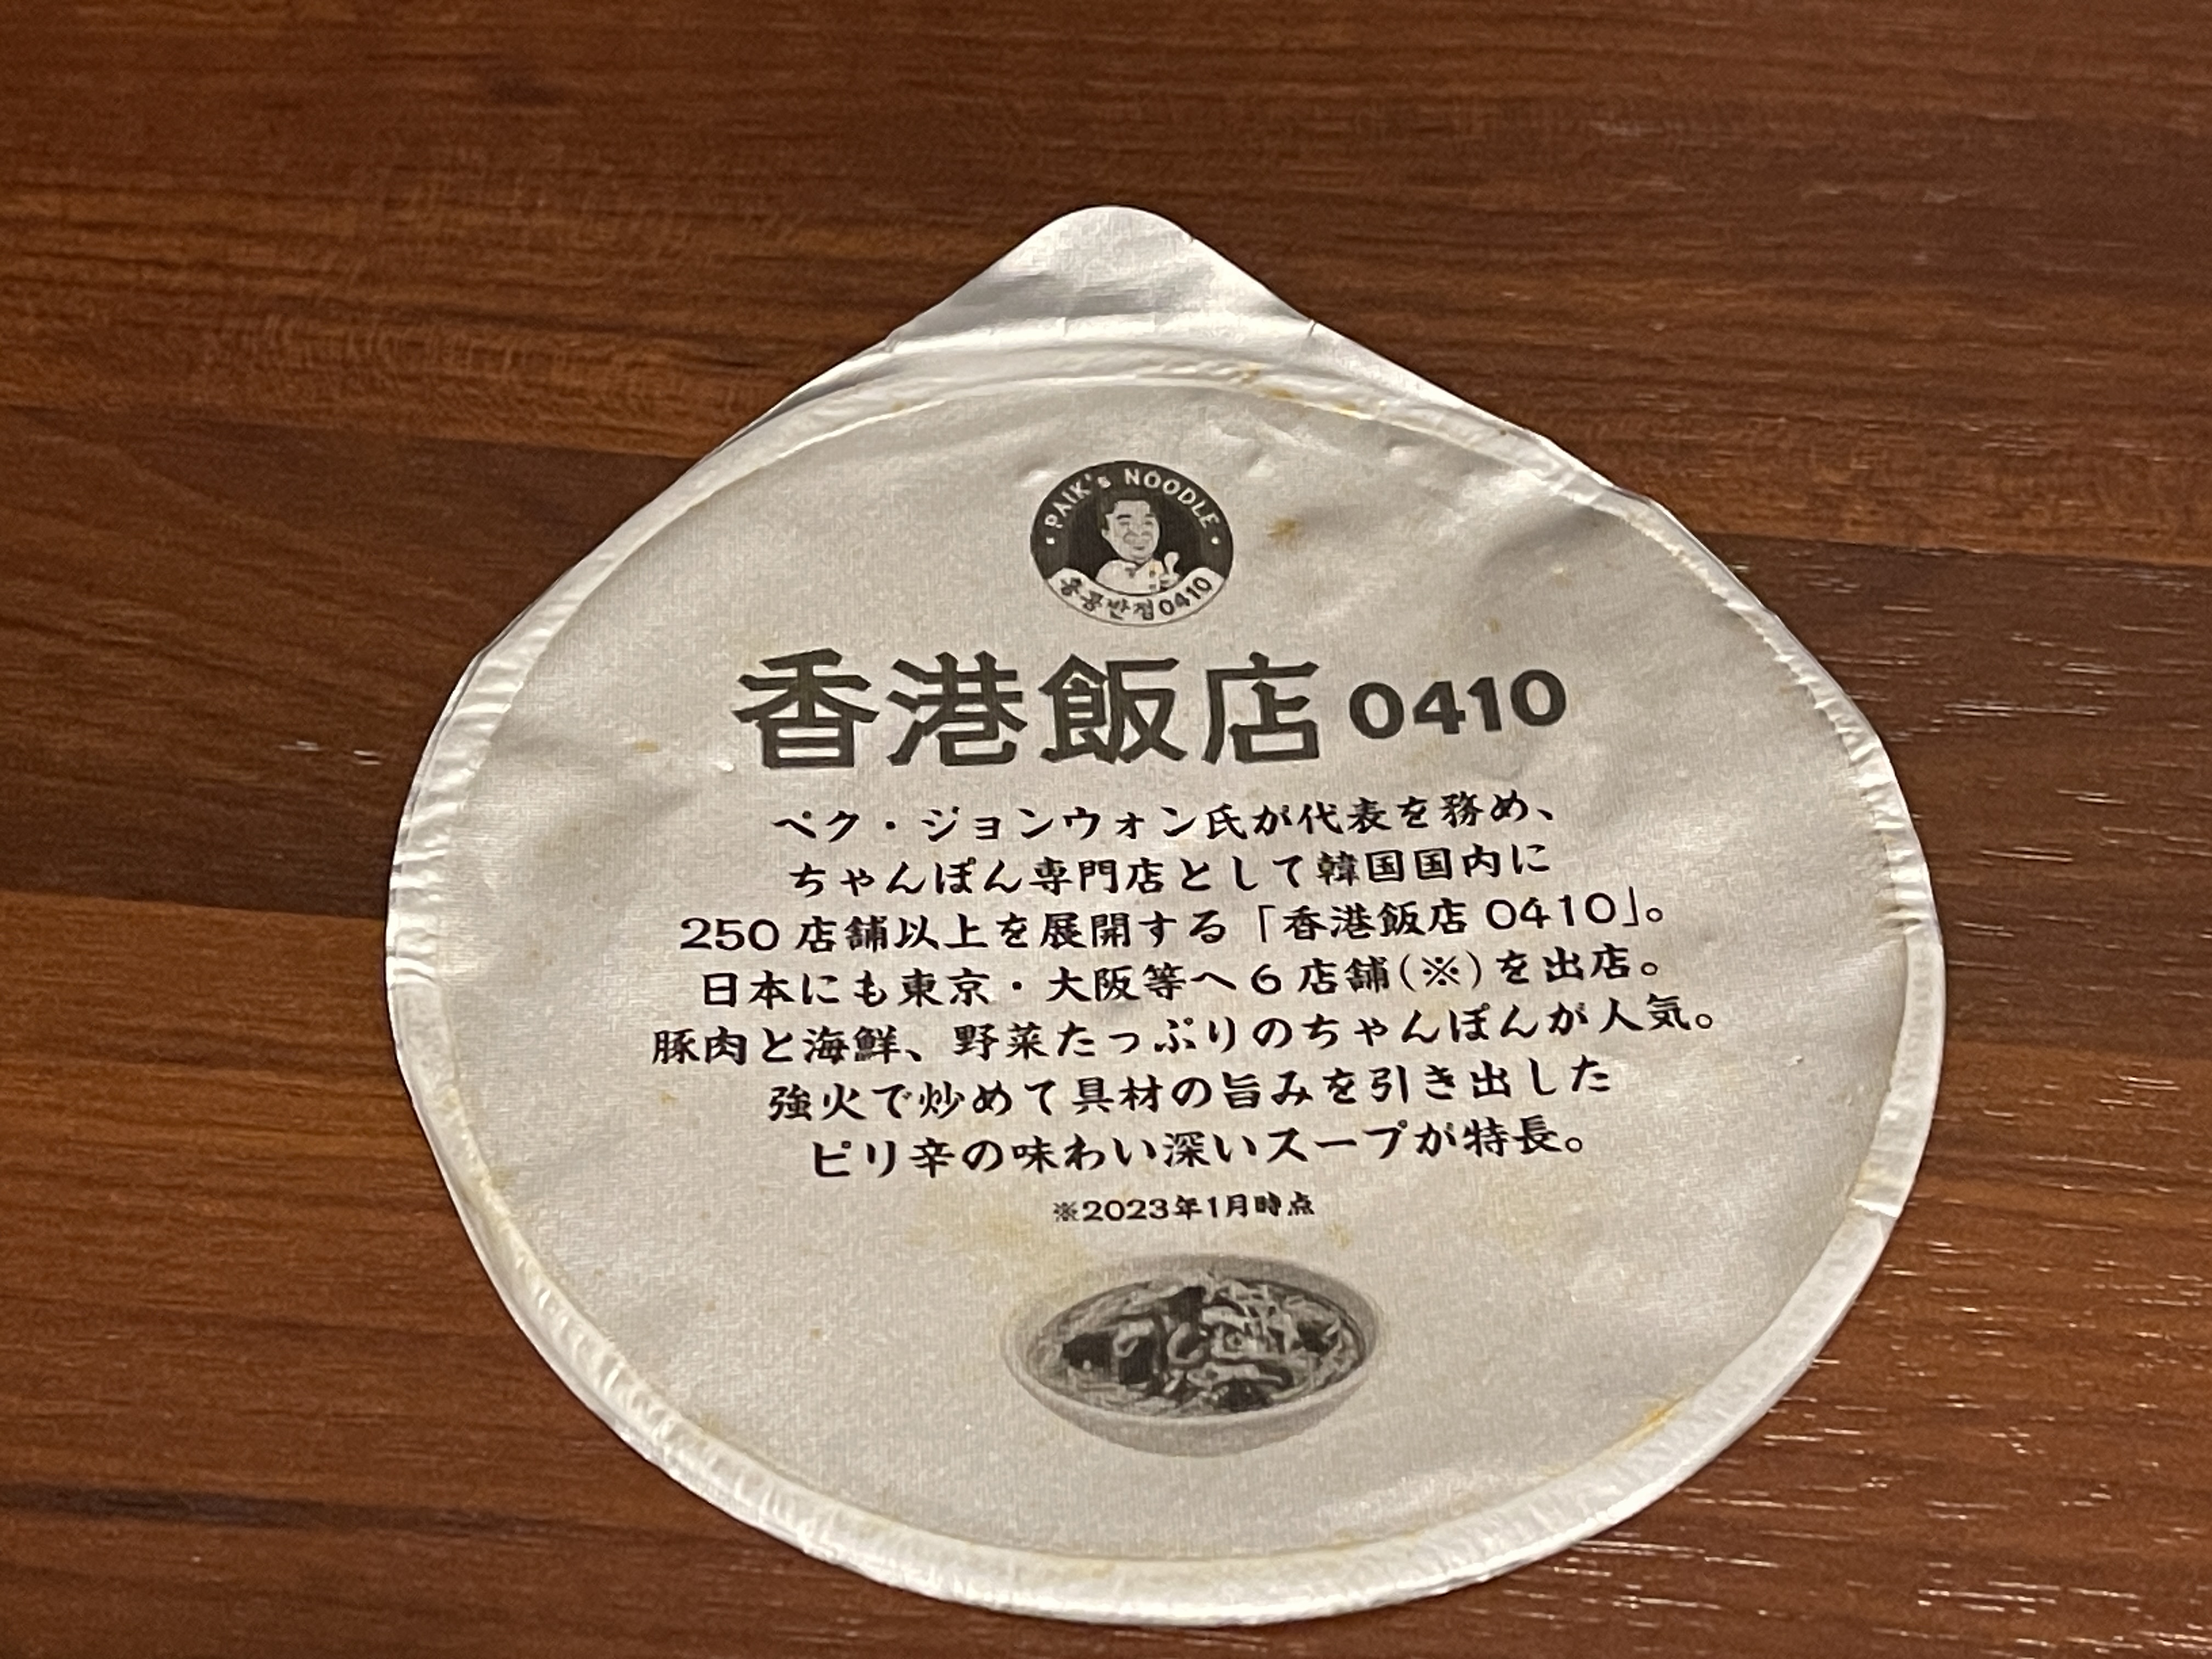 PAIK's NOODLE
홍콩반점0410
香港飯店 0410
ペク・ジョンウォン氏が代表を務め、
ちゃんぽん専門店として韓国国内に
250店舗以上を展開する「香港飯店 0410」。
日本にも東京・大阪等へ6店舗(※)を出店。
豚肉と海鮮、野菜たっぷりのちゃんぽんが人気。
強火で炒めて具材の旨みを引き出した
ピリ辛の味わい深いスープが特長。
※2023年1月時点